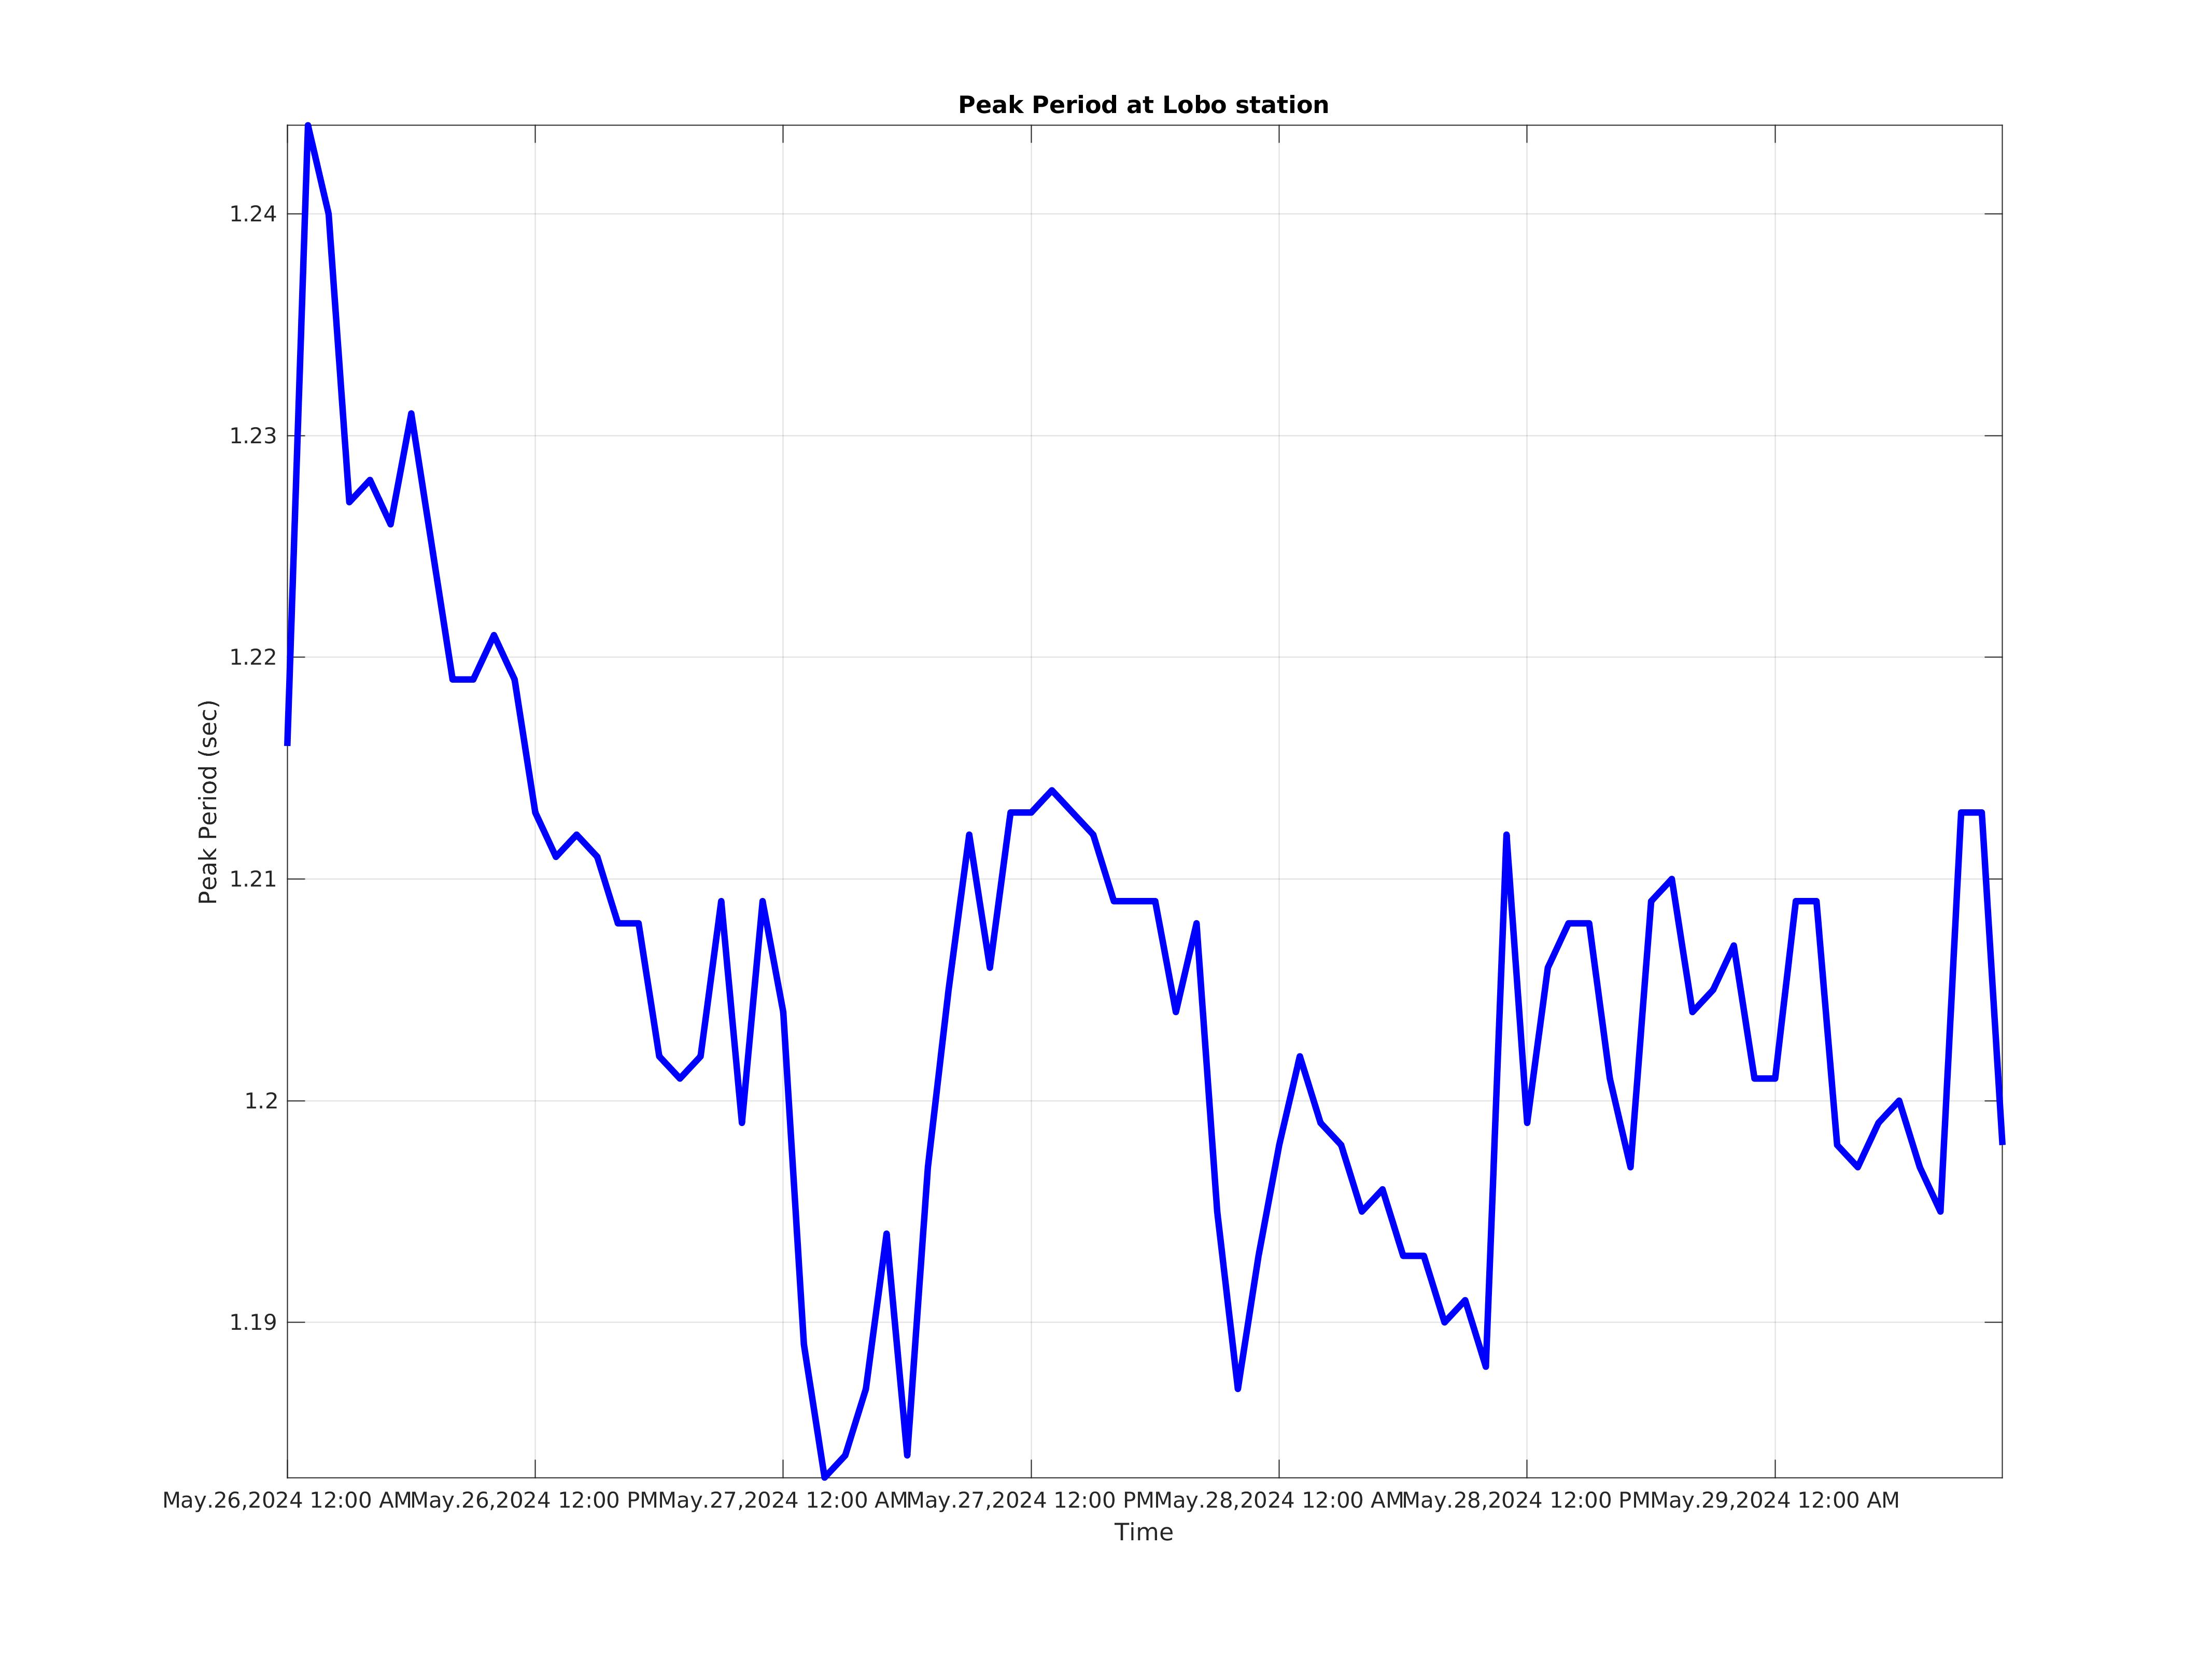 Peak Period at Lobo station
Peak Period (sec)
1.24
1.23
1.22
1.21
1.2
1.19
May.26,2024 12:00 AM May.26,2024 12:00 PM May.27,2024 12:00 AM May.27,2024 12:00 PM May.28,2024 12:00 AM May.28,2024 12:00 PM May.29,2024 12:00 AM
Time